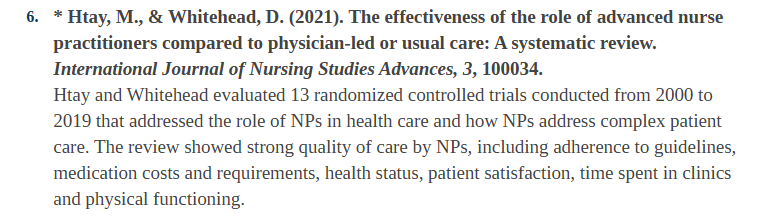 6. * Htay, M., & Whitehead, D. (2021). The effectiveness of the role of advanced nurse
practitioners compared to physician-led or usual care: A systematic review.
International Journal of Nursing Studies Advances, 3, 100034.
Htay and Whitehead evaluated 13 randomized controlled trials conducted from 2000 to
2019 that addressed the role of NPs in health care and how NPs address complex patient
care. The review showed strong quality of care by NPs, including adherence to guidelines,
medication costs and requirements, health status, patient satisfaction, time spent in clinics
and physical functioning.